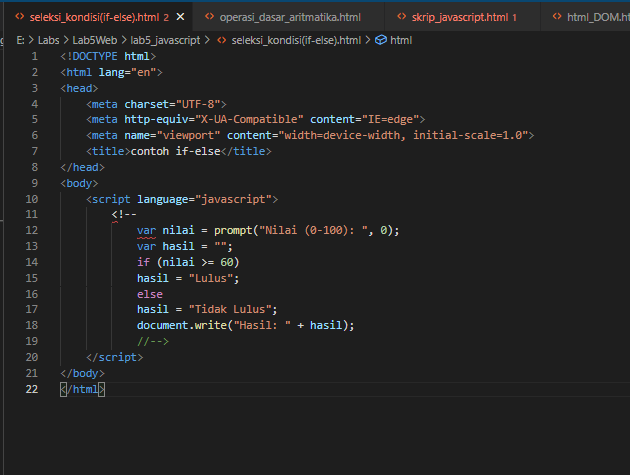 seleksi_kondisi(if-else).html 2 operasi_dasar_aritmatika.html skrip_javascript.html 1 html_DOM.ht
E: > Labs > Lab5Web > lab5_javascript > seleksi_kondisi(if-else).html > html
1 <!DOCTYPE html>
2 <html lang="en">
3 <head>
4 <meta charset="UTF-8">
5 <meta http-equiv="X-UA-Compatible" content="IE=edge">
6 <meta name="viewport" content="width=device-width, initial-scale=1.0">
7 <title>contoh if-else</title>
8 </head>
9 <body>
10 <script language="javascript">
11 <!--
12 var nilai = prompt("Nilai (0-100): ", 0);
13 var hasil = "";
14 if (nilai >= 60)
15 hasil = "Lulus";
16 else
17 hasil = "Tidak Lulus";
18 document.write("Hasil: " + hasil);
19 //-->
20 </script>
21 </body>
22 </html>